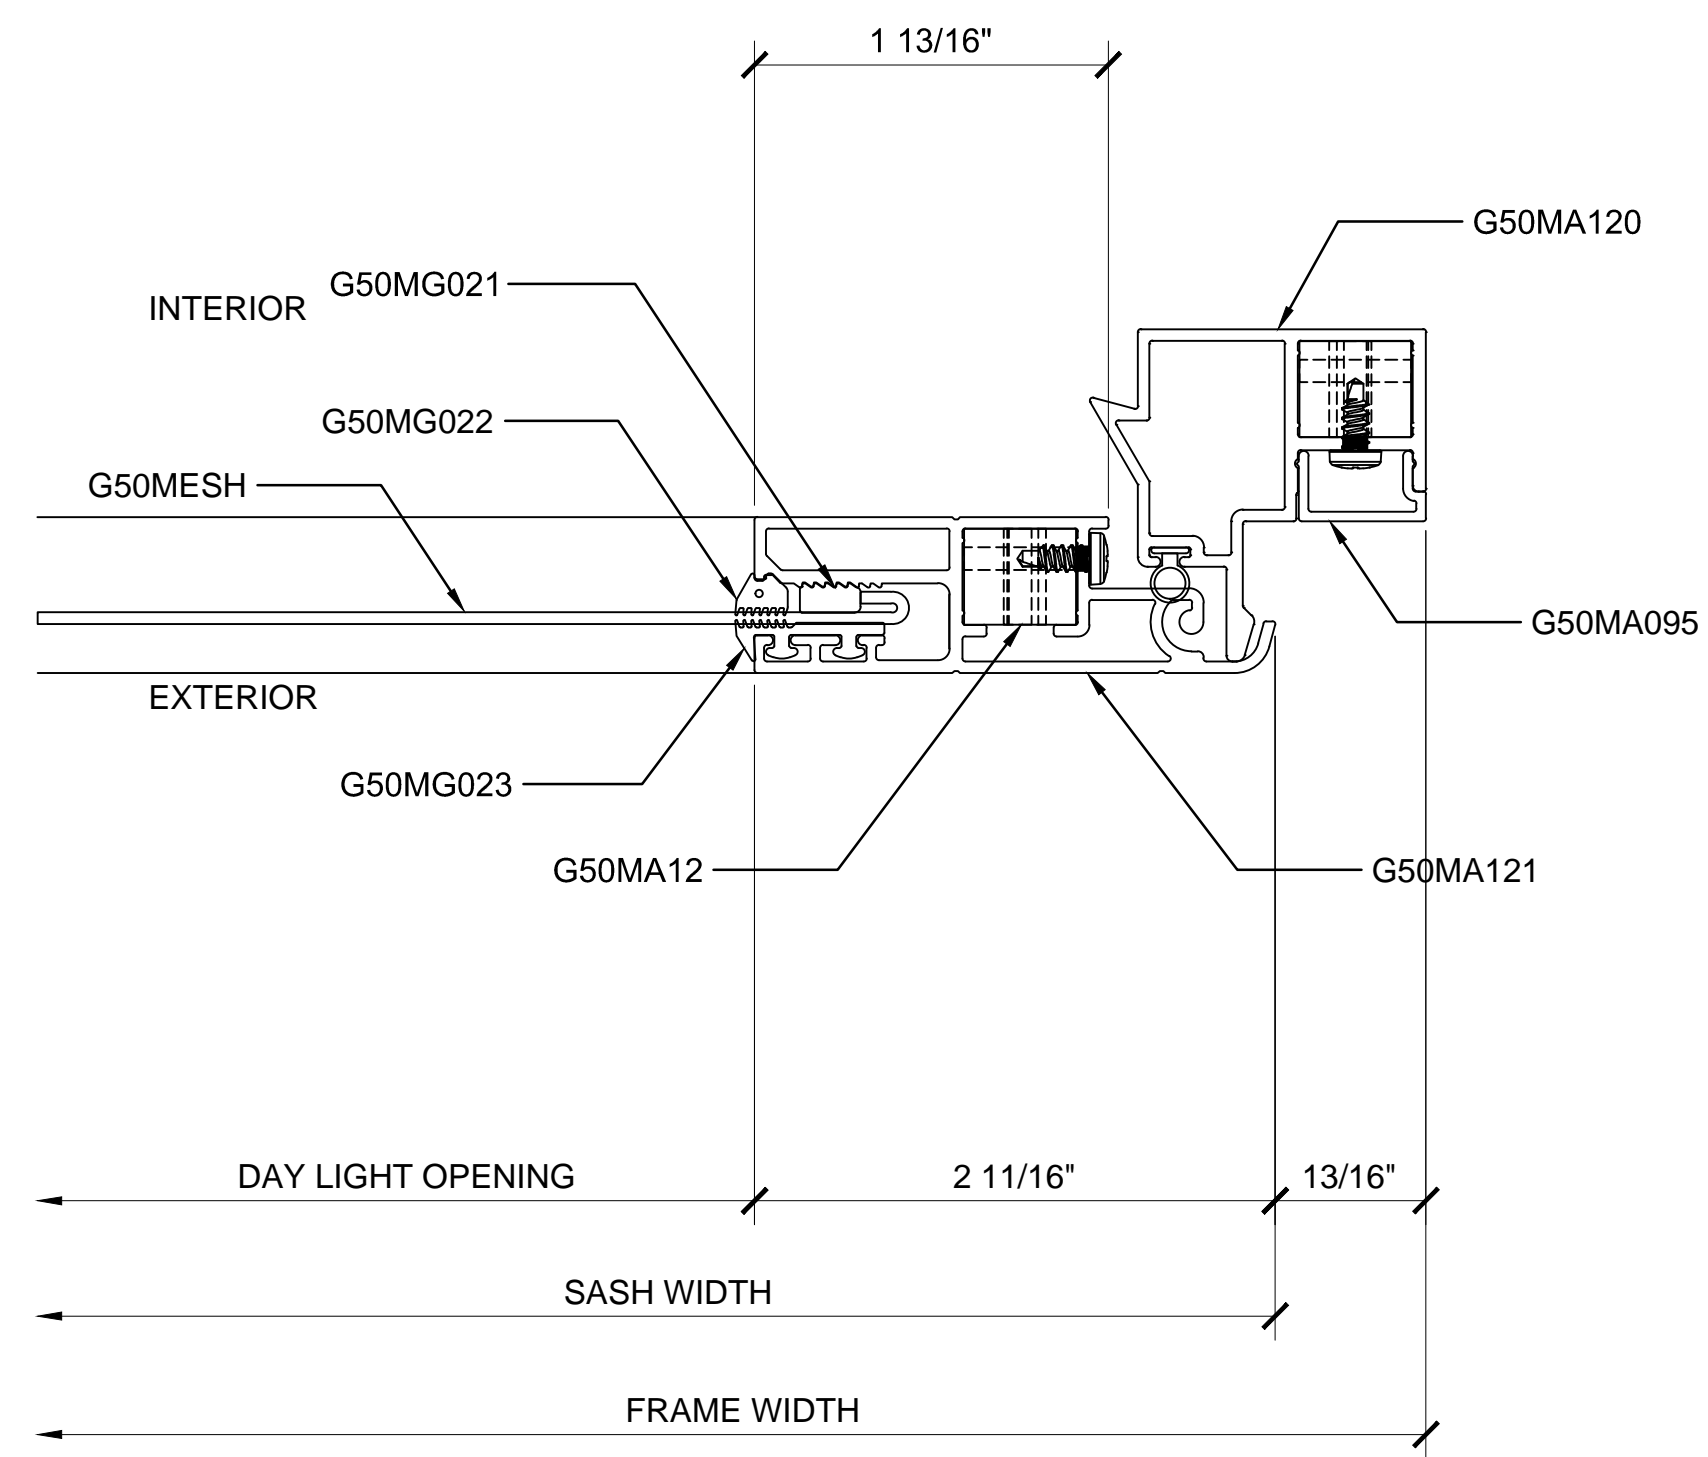 1 13/16"
G50MA120
G50MG021
INTERIOR
G50MG022
G50MESH
G50MA095
EXTERIOR
G50MG023
G50MA12
G50MA121
DAY LIGHT OPENING
2 11/16"
13/16"
SASH WIDTH
FRAME WIDTH